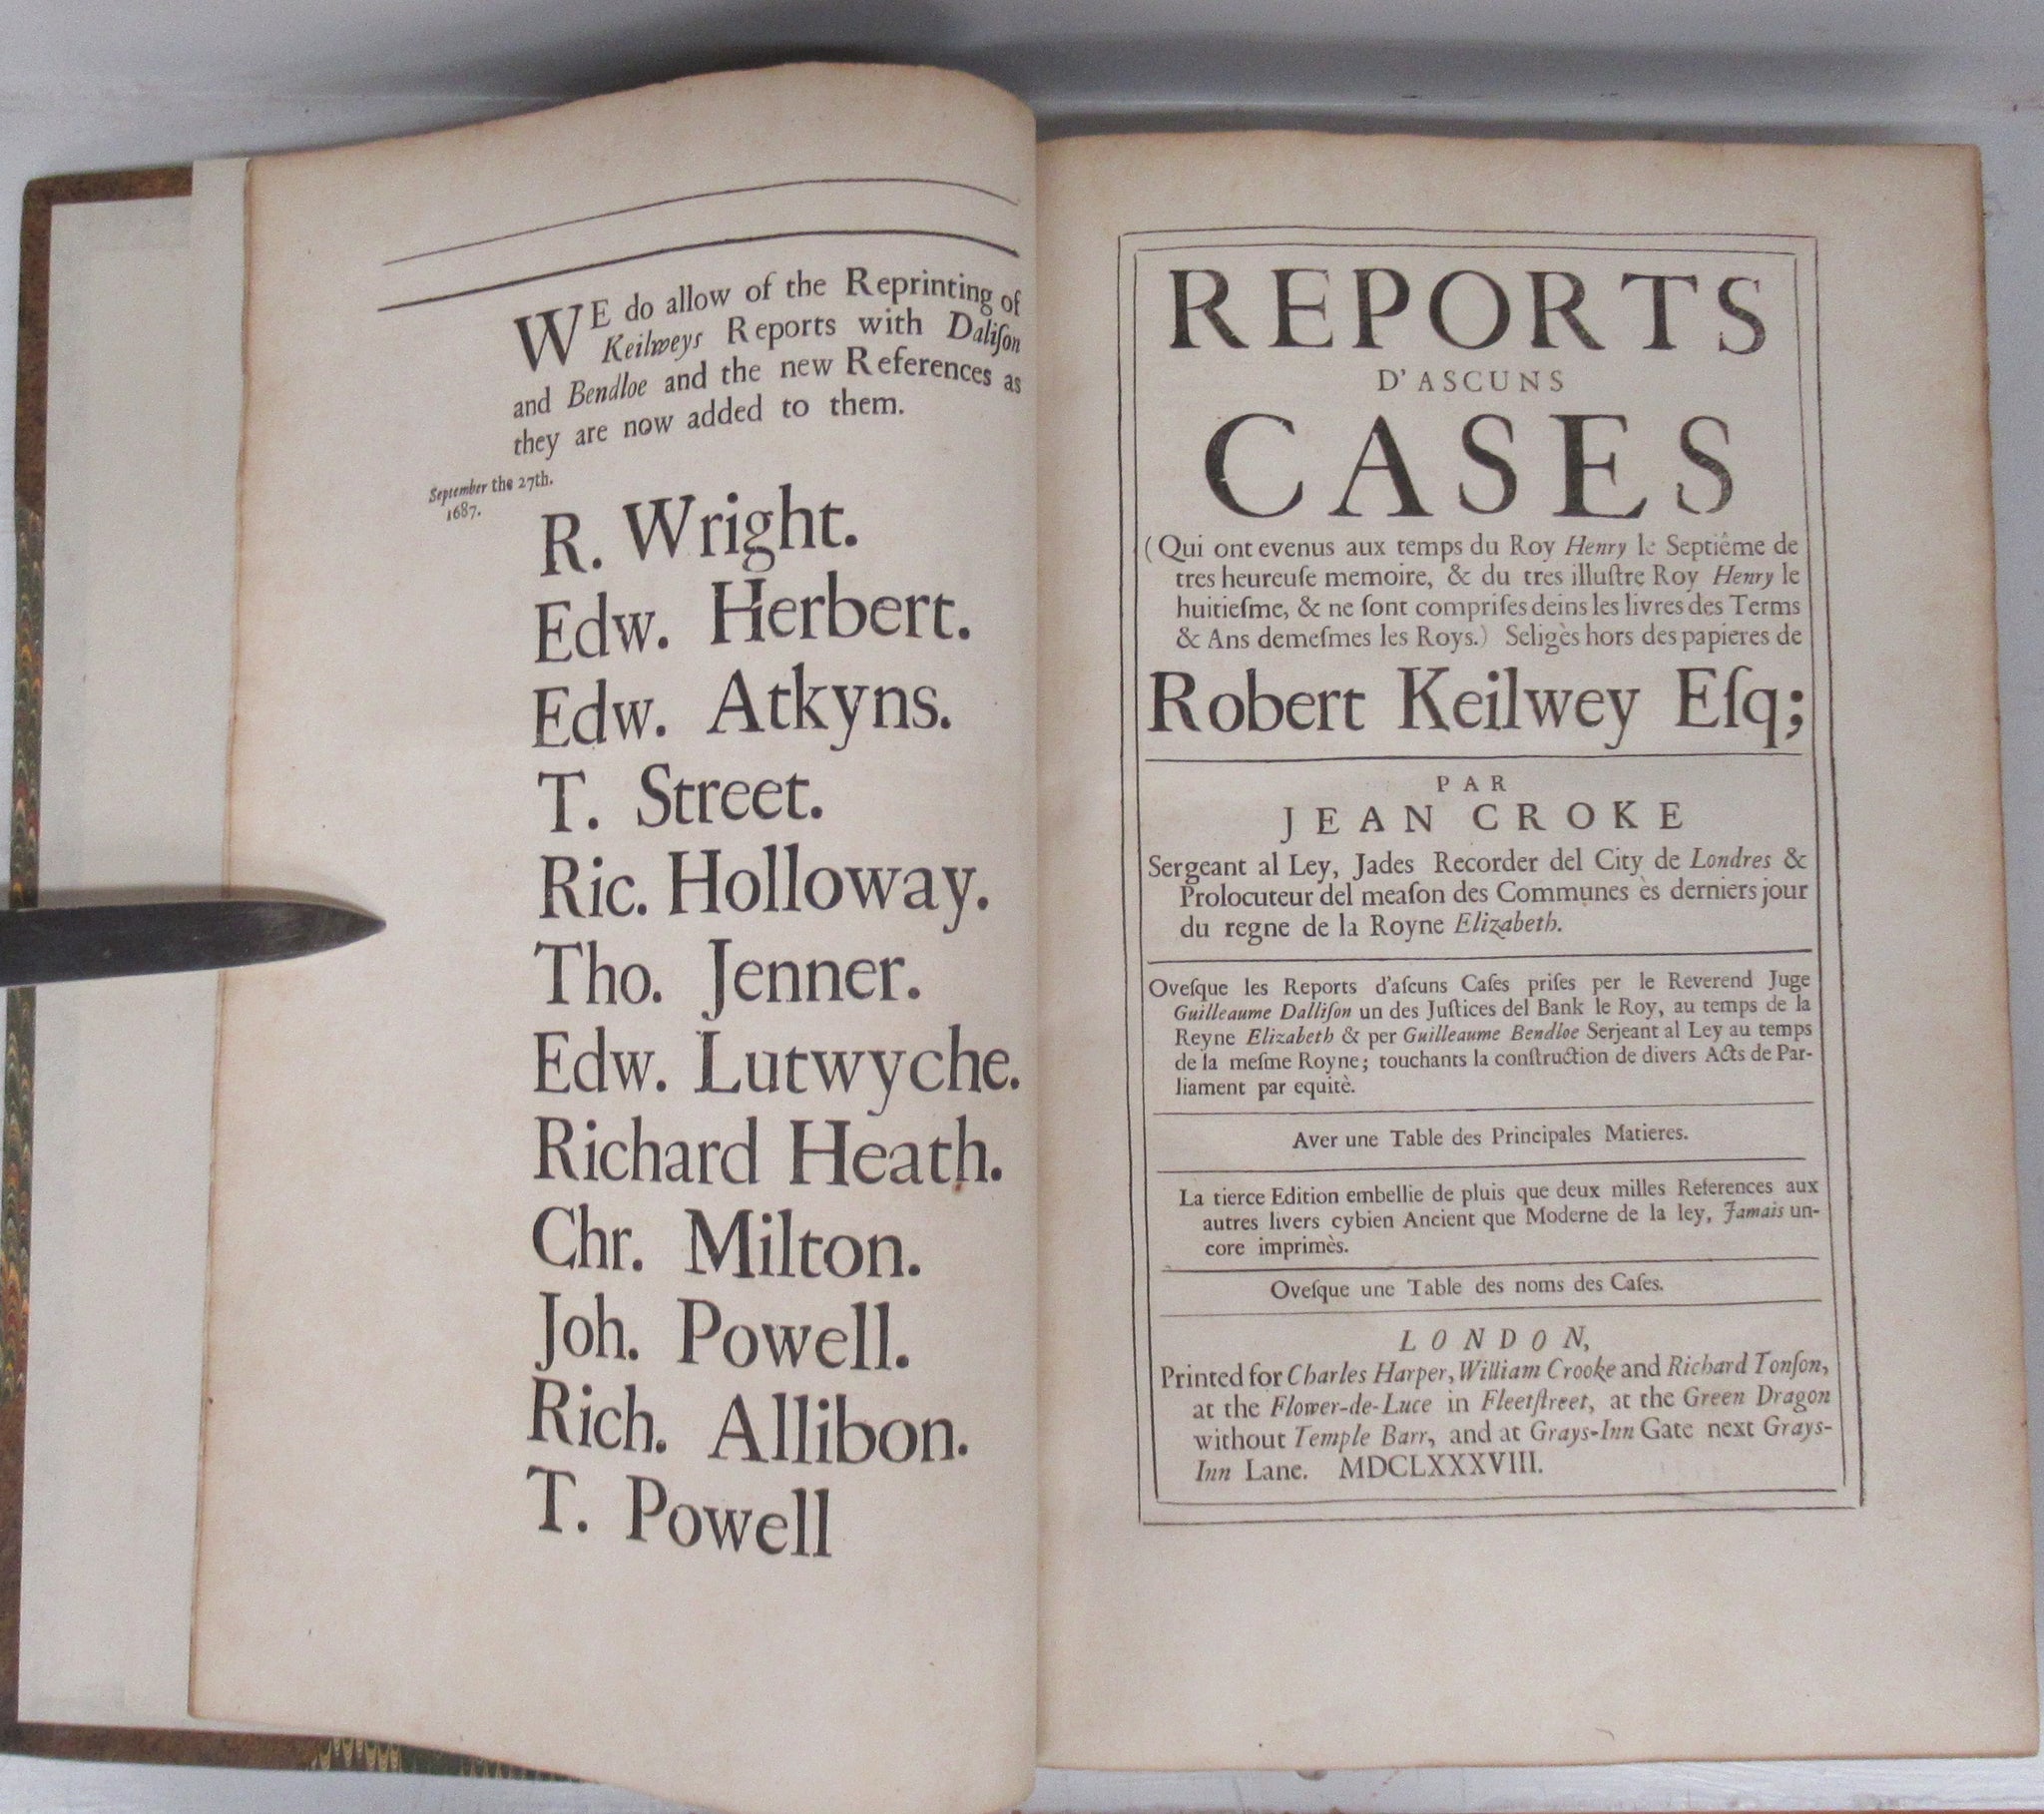 WE do allow of the Reprinting of
Keilweys Reports with Daliſon
and Bendloe and the new References as
they are now added to them.
September the 27th.
1687.
R. Wright.
Edw. Herbert.
Edw. Atkyns.
T. Street.
Ric. Holloway.
Tho. Jenner.
Edw. Lutwyche.
Richard Heath.
Chr. Milton.
Joh. Powell.
Rich. Allibon.
T. Powell
REPORTS
D'ASCUNS
CASES
(Qui ont evenus aux temps du Roy Henry le Septiême de
tres heureuſe memoire, & du tres illuſtre Roy Henry le
huitieſme, & ne ſont compriſes deins les livres des Terms
& Ans demeſmes les Roys.) Seligès hors des papieres de
Robert Keilwey Eſq;
PAR
JEAN CROKE
Sergeant al Ley, Jades Recorder del City de Londres &
Prolocuteur del meaſon des Communes ès derniers jour
du regne de la Royne Elizabeth.
Oveſque les Reports d'aſcuns Caſes priſes per le Reverend Juge
Guilleaume Dalliſon un des Juſtices del Bank le Roy, au temps de la
Reyne Elizabeth & per Guilleaume Bendloe Serjeant al Ley au temps
de la meſme Royne; touchants la conſtruction de divers Acts de Par-
liament par equitè.
Aver une Table des Principales Matieres.
La tierce Edition embellie de pluis que deux milles References aux
autres livers cybien Ancient que Moderne de la ley, Jamais un-
core imprimès.
Oveſque une Table des noms des Caſes.
LONDON,
Printed for Charles Harper, William Crooke and Richard Tonſon,
at the Flower-de-Luce in Fleetſtreet, at the Green Dragon
without Temple Barr, and at Grays-Inn Gate next Grays-
Inn Lane. MDCLXXXVIII.